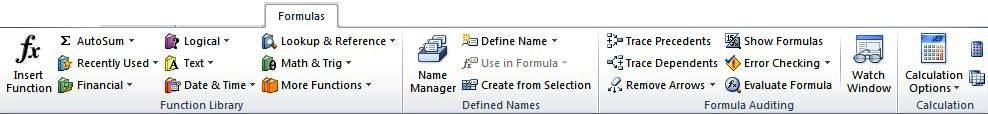 Formulas
fx
Insert
Function
Σ AutoSum
Recently Used
Financial
Logical
Text
Date & Time
Lookup & Reference
Math & Trig
More Functions
Function Library
Name
Manager
Define Name
Use in Formula
Create from Selection
Defined Names
Trace Precedents
Trace Dependents
Remove Arrows
Show Formulas
Error Checking
Evaluate Formula
Formula Auditing
Watch
Window
Calculation
Options
Calculation